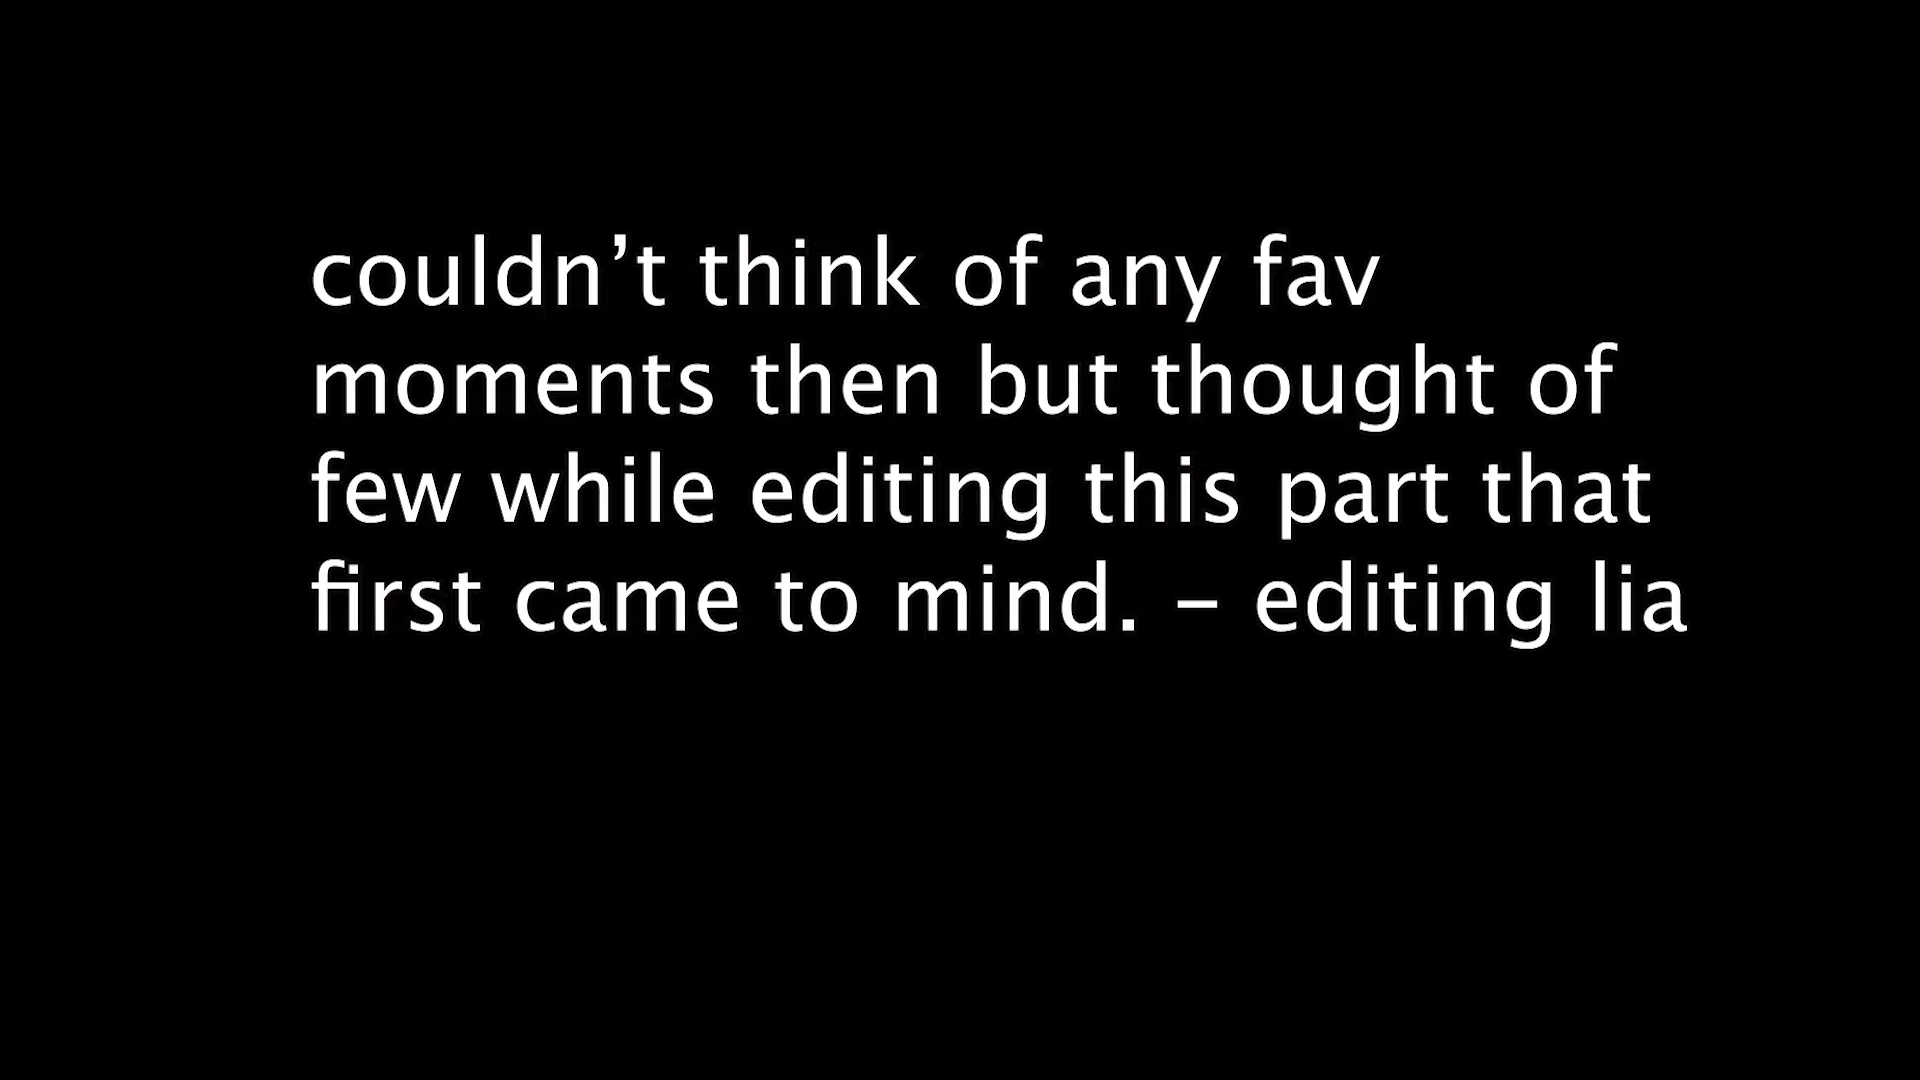 couldn’t think of any fav
moments then but thought of
few while editing this part that
first came to mind. – editing lia